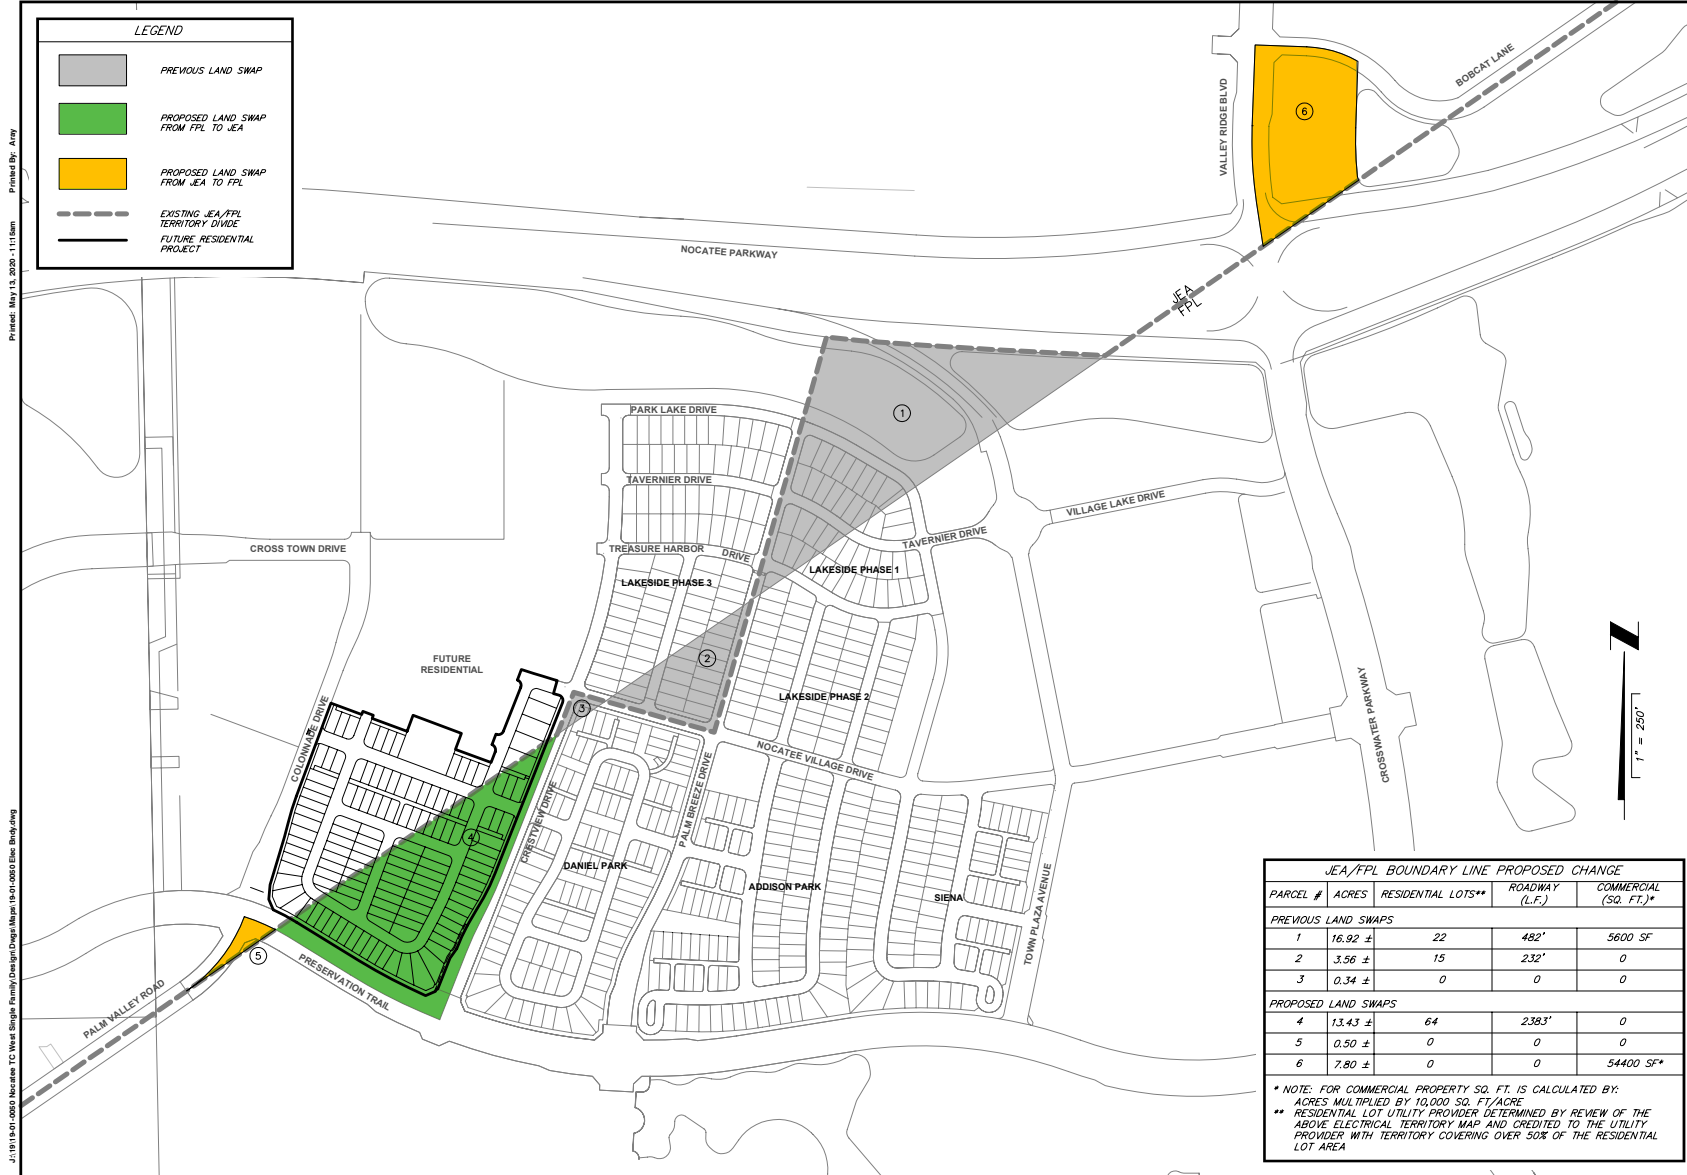 LEGEND
PREVIOUS LAND SWAP
PROPOSED LAND SWAP
FROM FPL TO JEA
PROPOSED LAND SWAP
FROM JEA TO FPL
EXISTING JEA/FPL
TERRITORY DIVIDE
FUTURE RESIDENTIAL
PROJECT
Printed: May 13, 2020 - 11:15am Printed By: Aray
J:\19\19-01-0050 Nocatee TC West Single Family\Design\Dwgs\Maps\19-01-0050 Elec Bndy.dwg
BOBCAT LANE
VALLEY RIDGE BLVD
6
NOCATEE PARKWAY
JEA
FPL
1
PARK LAKE DRIVE
TAVERNIER DRIVE
VILLAGE LAKE DRIVE
TAVERNIER DRIVE
CROSS TOWN DRIVE
TREASURE HARBOR DRIVE
LAKESIDE PHASE 1
LAKESIDE PHASE 3
FUTURE
RESIDENTIAL
2
LAKESIDE PHASE 2
3
COLONNADE DRIVE
CROSSWATER PARKWAY
1" = 250'
NOCATEE VILLAGE DRIVE
PALM BREEZE DRIVE
CRESTVIEW DRIVE
4
DANIEL PARK
ADDISON PARK
SIENA
TOWN PLAZA AVENUE
5
PRESERVATION TRAIL
PALM VALLEY ROAD
JEA/FPL BOUNDARY LINE PROPOSED CHANGE
PARCEL # ACRES RESIDENTIAL LOTS** ROADWAY (L.F.) COMMERCIAL (SQ. FT.)*
PREVIOUS LAND SWAPS
1 16.92 ± 22 482' 5600 SF
2 3.56 ± 15 232' 0
3 0.34 ± 0 0 0
PROPOSED LAND SWAPS
4 13.43 ± 64 2383' 0
5 0.50 ± 0 0 0
6 7.80 ± 0 0 54400 SF*
* NOTE: FOR COMMERCIAL PROPERTY SQ. FT. IS CALCULATED BY:
ACRES MULTIPLIED BY 10,000 SQ. FT/ACRE
** RESIDENTIAL LOT UTILITY PROVIDER DETERMINED BY REVIEW OF THE
ABOVE ELECTRICAL TERRITORY MAP AND CREDITED TO THE UTILITY
PROVIDER WITH TERRITORY COVERING OVER 50% OF THE RESIDENTIAL
LOT AREA